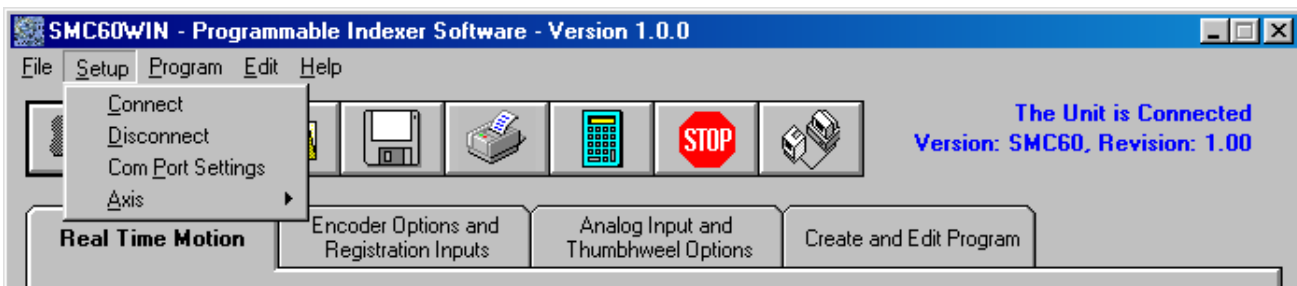 SMC60WIN - Programmable Indexer Software - Version 1.0.0
File Setup Program Edit Help
Connect
Disconnect
Com Port Settings
Axis
STOP
The Unit is Connected
Version: SMC60, Revision: 1.00
Real Time Motion
Encoder Options and
Registration Inputs
Analog Input and
Thumbhweel Options
Create and Edit Program